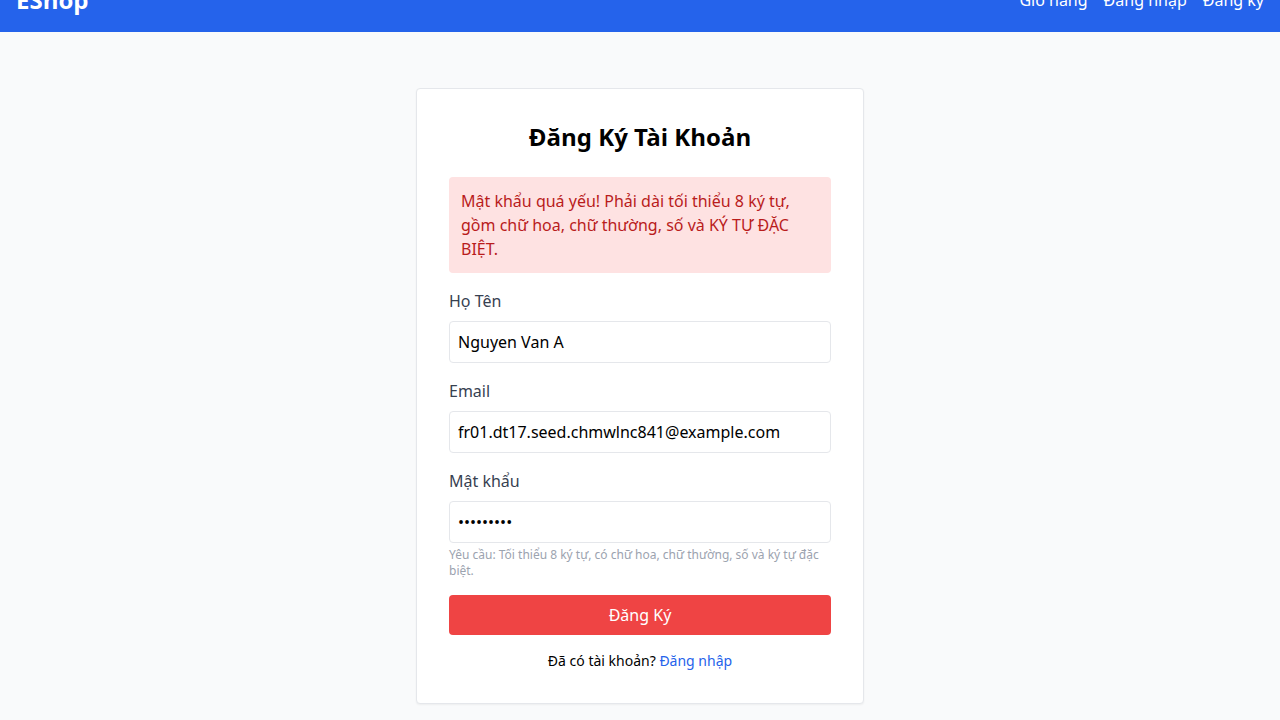 EShop
Giỏ hàng Đăng nhập Đăng ký
Đăng Ký Tài Khoản
Mật khẩu quá yếu! Phải dài tối thiểu 8 ký tự,
gồm chữ hoa, chữ thường, số và KÝ TỰ ĐẶC
BIỆT.
Họ Tên
Nguyen Van A
Email
fr01.dt17.seed.chmwlnc841@example.com
Mật khẩu
•••••••••
Yêu cầu: Tối thiểu 8 ký tự, có chữ hoa, chữ thường, số và ký tự đặc
biệt.
Đăng Ký
Đã có tài khoản? Đăng nhập